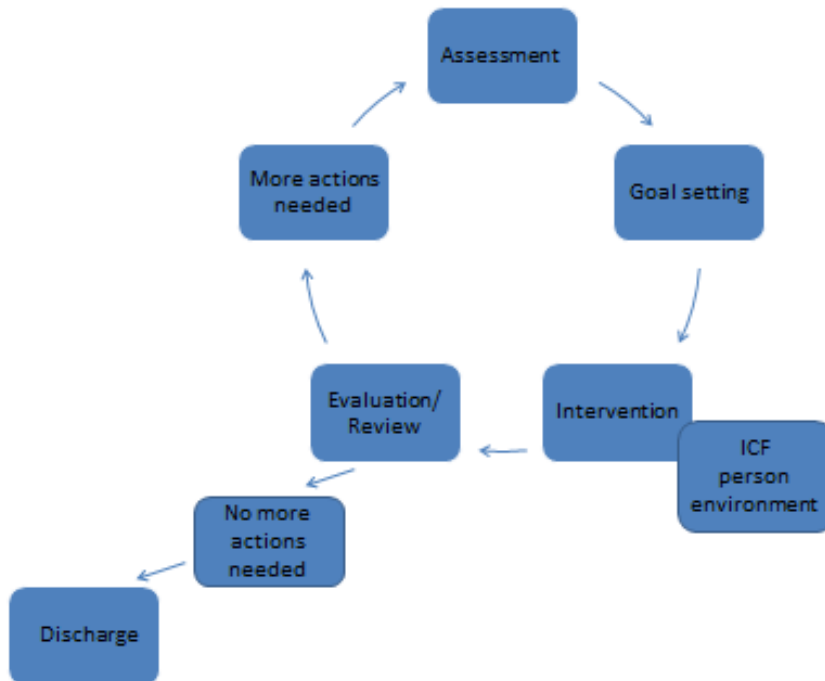 Assessment
More actions
needed
Goal setting
Evaluation/
Review
Intervention
ICF
person
environment
No more
actions
needed
Discharge